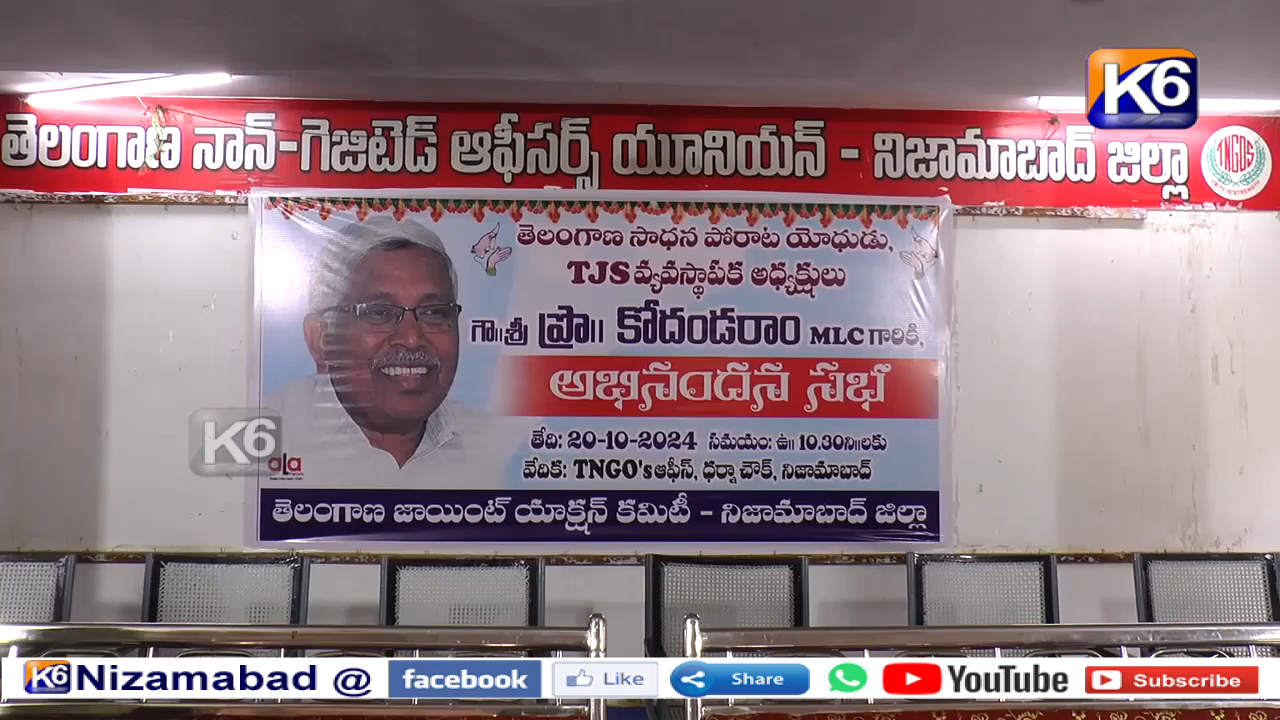 K6
తెలంగాణ నాన్-గెజిటెడ్ ఆఫీసర్స్ యూనియన్ - నిజామాబాద్ జిల్లా
TNGOS
తెలంగాణ సాధన పోరాట యోధుడు,
TJS వ్యవస్థాపక అధ్యక్షులు
గౌ||శ్రీ ప్రొ|| కోదండరాం MLC గారికి,
అభినందన సభ
K6
తేది: 20-10-2024 సమయం: ఉ|| 10.30ని||లకు
వేదిక: TNGO's ఆఫీస్, ధర్నా చౌక్, నిజామాబాద్
ala
తెలంగాణ జాయింట్ యాక్షన్ కమిటీ - నిజామాబాద్ జిల్లా
K6 Nizamabad @ facebook Like Share YouTube Subscribe